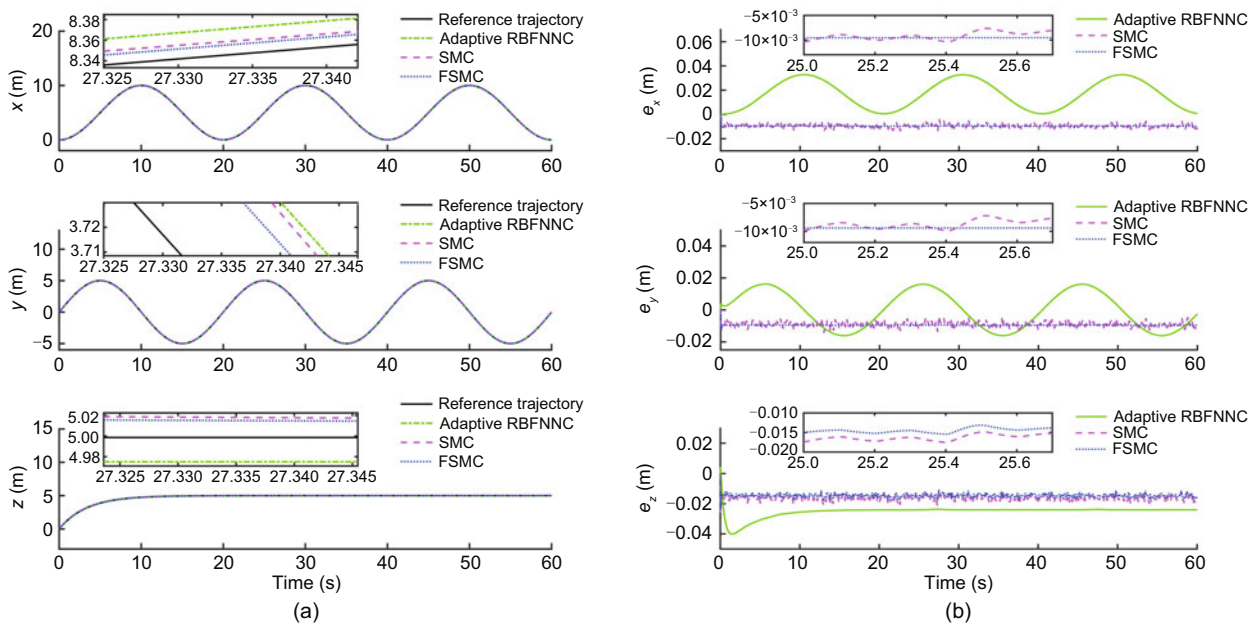 Reference trajectory
Adaptive RBFNNC
SMC
FSMC
8.38
8.36
8.34
27.325 27.330 27.335 27.340
20
10
0
x (m)
0 10 20 30 40 50 60
Reference trajectory
Adaptive RBFNNC
SMC
FSMC
3.72
3.71
27.325 27.330 27.335 27.340 27.345
10
5
0
−5
y (m)
0 10 20 30 40 50 60
Reference trajectory
Adaptive RBFNNC
SMC
FSMC
5.02
5.00
4.98
27.325 27.330 27.335 27.340 27.345
15
10
5
0
z (m)
0 10 20 30 40 50 60
Time (s)
(a)
Adaptive RBFNNC
SMC
FSMC
−5×10⁻³
−10×10⁻³
25.0 25.2 25.4 25.6
0.06
0.04
0.02
0
−0.02
eₓ (m)
0 10 20 30 40 50 60
Adaptive RBFNNC
SMC
FSMC
−5×10⁻³
−10×10⁻³
25.0 25.2 25.4 25.6
0.04
0.02
0
−0.02
e_y (m)
0 10 20 30 40 50 60
Adaptive RBFNNC
SMC
FSMC
−0.010
−0.015
−0.020
25.0 25.2 25.4 25.6
0.02
0
−0.02
−0.04
e_z (m)
0 10 20 30 40 50 60
Time (s)
(b)